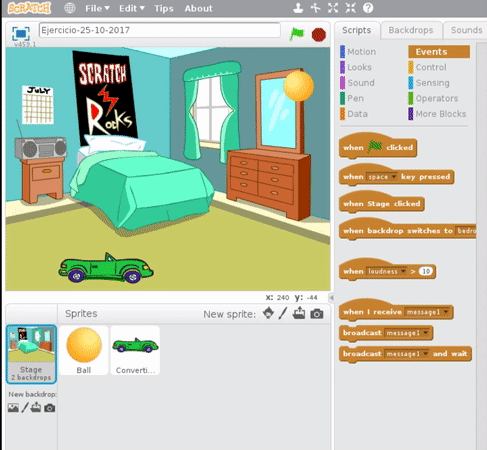 SCRATCH
File Edit Tips About
Ejercicio-25-10-2017
v459.1
SCRATCH
Rocks
JULY
x: 240 y: -44
Sprites
New sprite:
Stage
2 backdrops
Ball
Converti...
New backdrop:
Scripts
Backdrops
Sounds
Motion
Events
Looks
Control
Sound
Sensing
Pen
Operators
Data
More Blocks
when clicked
when space key pressed
when Stage clicked
when backdrop switches to bedro
when loudness > 10
when I receive message1
broadcast message1
broadcast message1 and wait